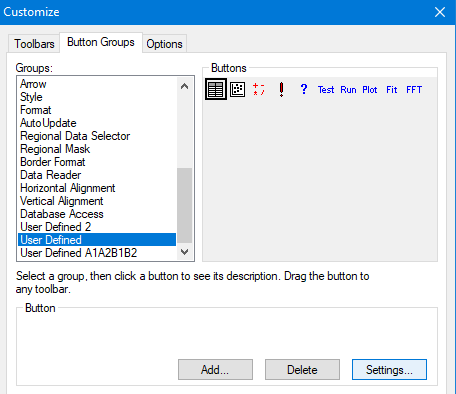 Customize
Toolbars Button Groups Options
Groups:
Arrow
Style
Format
AutoUpdate
Regional Data Selector
Regional Mask
Border Format
Data Reader
Horizontal Alignment
Vertical Alignment
Database Access
User Defined 2
User Defined
User Defined A1A2B1B2
Buttons
! ? Test Run Plot Fit FFT
Select a group, then click a button to see its description. Drag the button to
any toolbar.
Button
Add... Delete Settings...